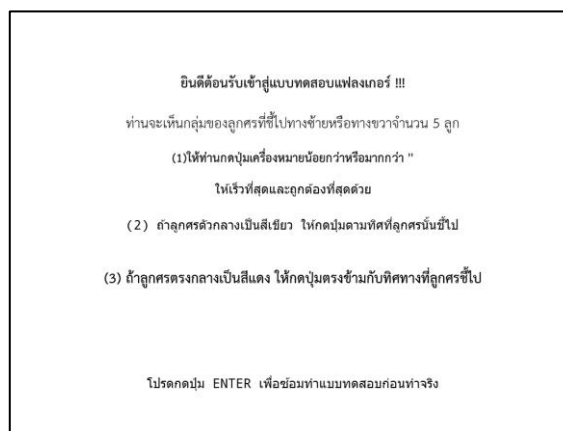 ยินดีต้อนรับเข้าสู่แบบทดสอบแฟลงเกอร์ !!!
ท่านจะเห็นกลุ่มของลูกศรที่ชี้ไปทางซ้ายหรือทางขวาจำนวน 5 ลูก
(1)ให้ท่านกดปุ่มเครื่องหมายน้อยกว่าหรือมากกว่า "
ให้เร็วที่สุดและถูกต้องที่สุดด้วย
(2) ถ้าลูกศรตัวกลางเป็นสีเขียว ให้กดปุ่มตามทิศที่ลูกศรนั้นชี้ไป
(3) ถ้าลูกศรตรงกลางเป็นสีแดง ให้กดปุ่มตรงข้ามกับทิศทางที่ลูกศรชี้ไป
โปรดกดปุ่ม ENTER เพื่อซ้อมทำแบบทดสอบก่อนทำจริง